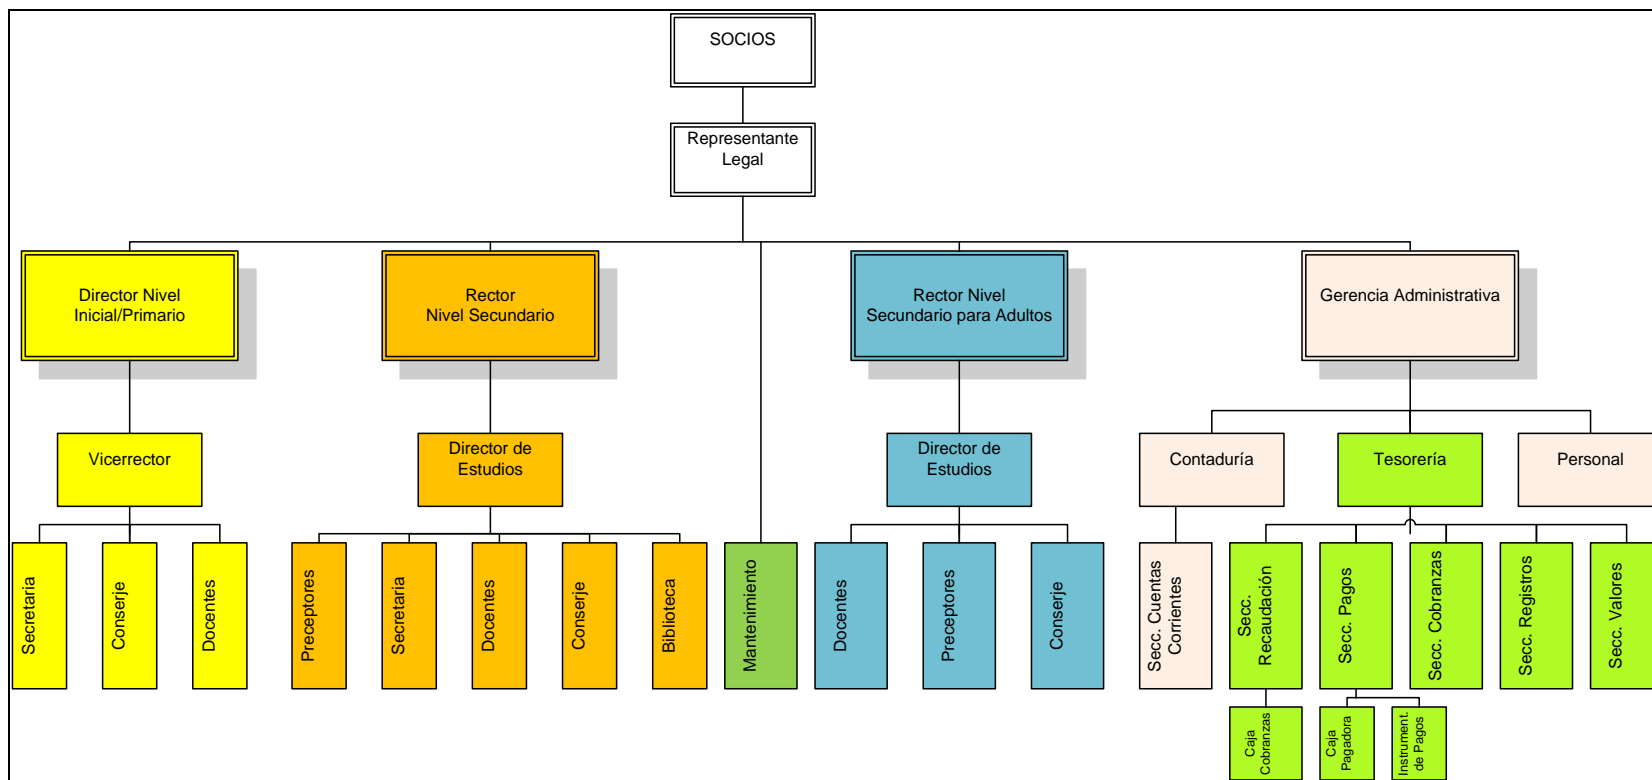 SOCIOS
Representante
Legal
Director Nivel
Inicial/Primario
Rector
Nivel Secundario
Rector Nivel
Secundario para Adultos
Gerencia Administrativa
Vicerrector
Director de
Estudios
Director de
Estudios
Contaduría
Tesorería
Personal
Secretaria
Conserje
Docentes
Preceptores
Secretaria
Docentes
Conserje
Biblioteca
Mantenimiento
Docentes
Preceptores
Conserje
Secc. Cuentas
Corrientes
Secc.
Recaudación
Secc. Pagos
Secc. Cobranzas
Secc. Registros
Secc. Valores
Caja
Cobranzas
Caja
Pagadora
Instrument.
de Pagos